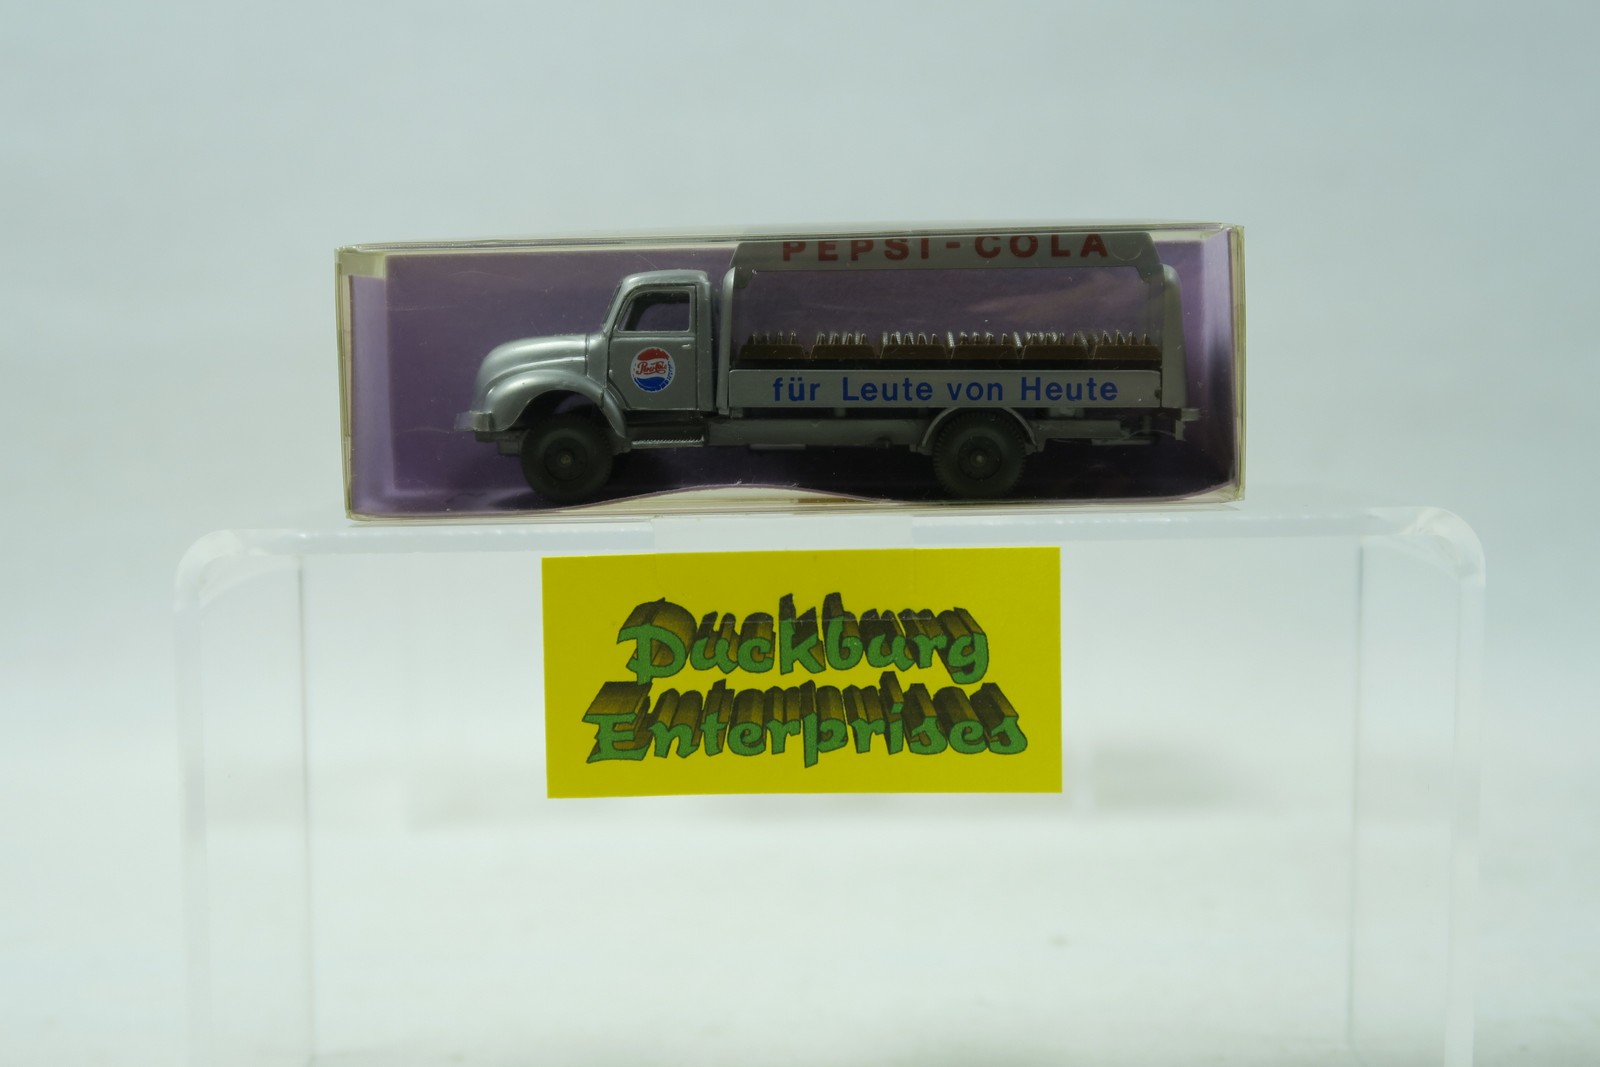 PEPSI-COLA
für Leute von Heute
Duckburg
Enterprises